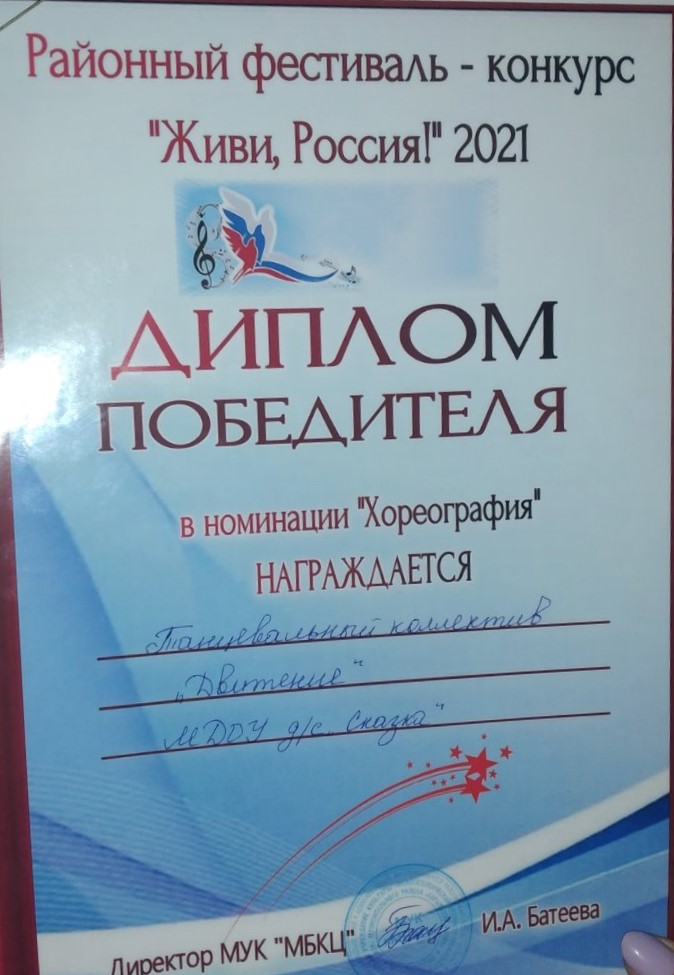 Районный фестиваль - конкурс
"Живи, Россия!" 2021
ДИПЛОМ
ПОБЕДИТЕЛЯ
в номинации "Хореография"
НАГРАЖДАЕТСЯ
Танцевальный коллектив
„Движение"
МДОУ д/с „Сказка"
Директор МУК "МБКЦ"
И.А. Батеева